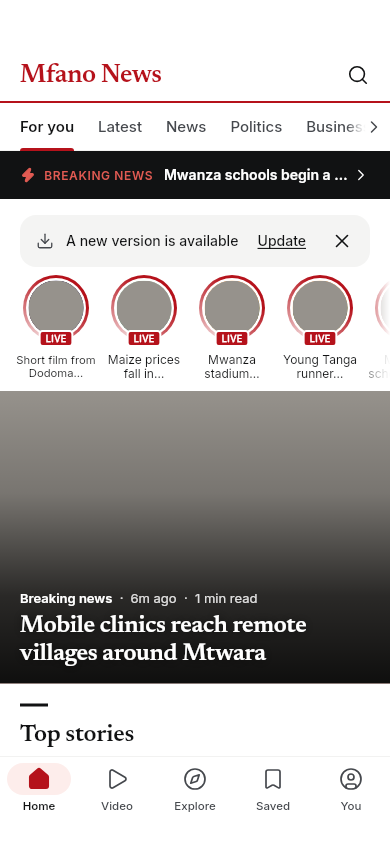 Mfano News
For you Latest News Politics Busines
BREAKING NEWS Mwanza schools begin a ...
A new version is available Update
LIVE LIVE LIVE LIVE
Short film from Dodoma...
Maize prices fall in...
Mwanza stadium...
Young Tanga runner...
Breaking news · 6m ago · 1 min read
Mobile clinics reach remote
villages around Mtwara
Top stories
Home Video Explore Saved You